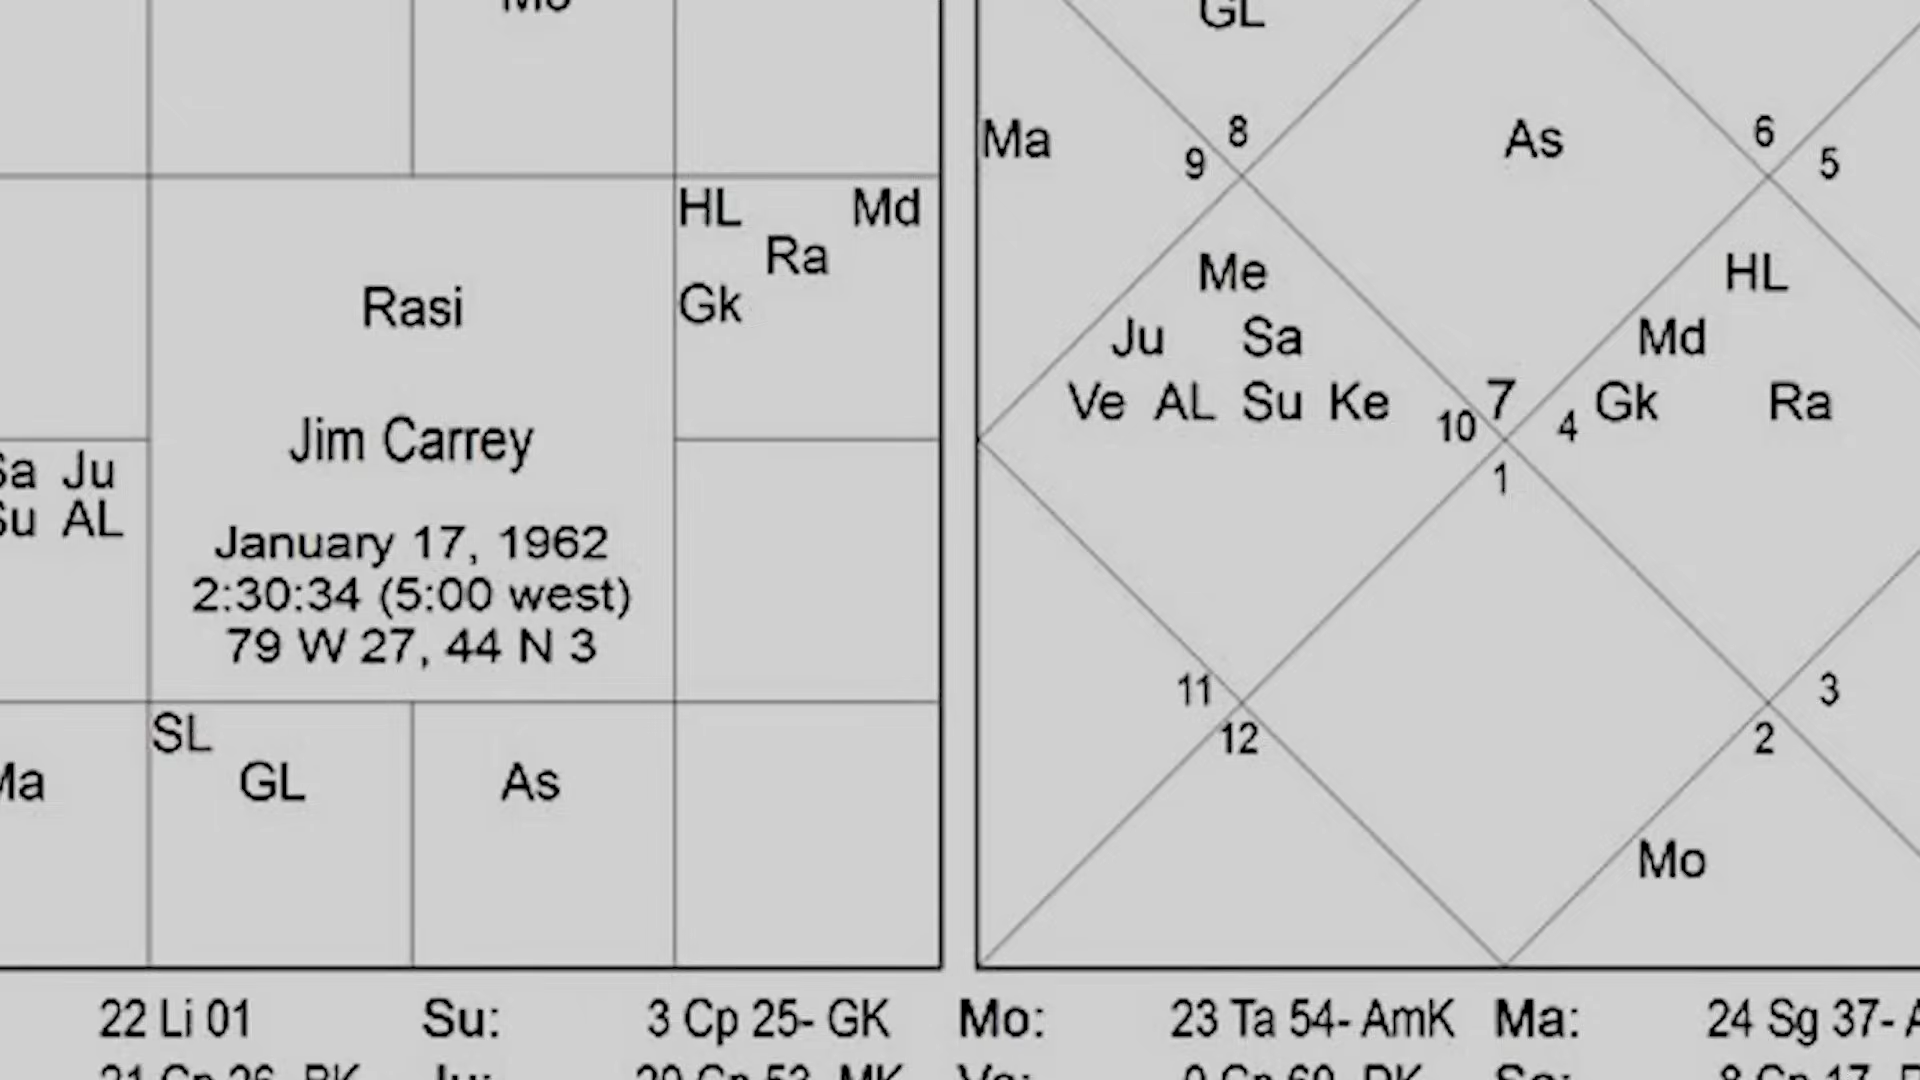 GL
Ma
8
9
As
6
5
HL Md
Ra
Gk
Rasi
Jim Carrey
January 17, 1962
2:30:34 (5:00 west)
79 W 27, 44 N 3
Ju
AL
SL
GL
As
Me
Ju Sa
Ve AL Su Ke
10
7
4
1
HL
Md
Gk Ra
11
12
3
2
Mo
22 Li 01 Su: 3 Cp 25- GK Mo: 23 Ta 54- AmK Ma: 24 Sg 37-